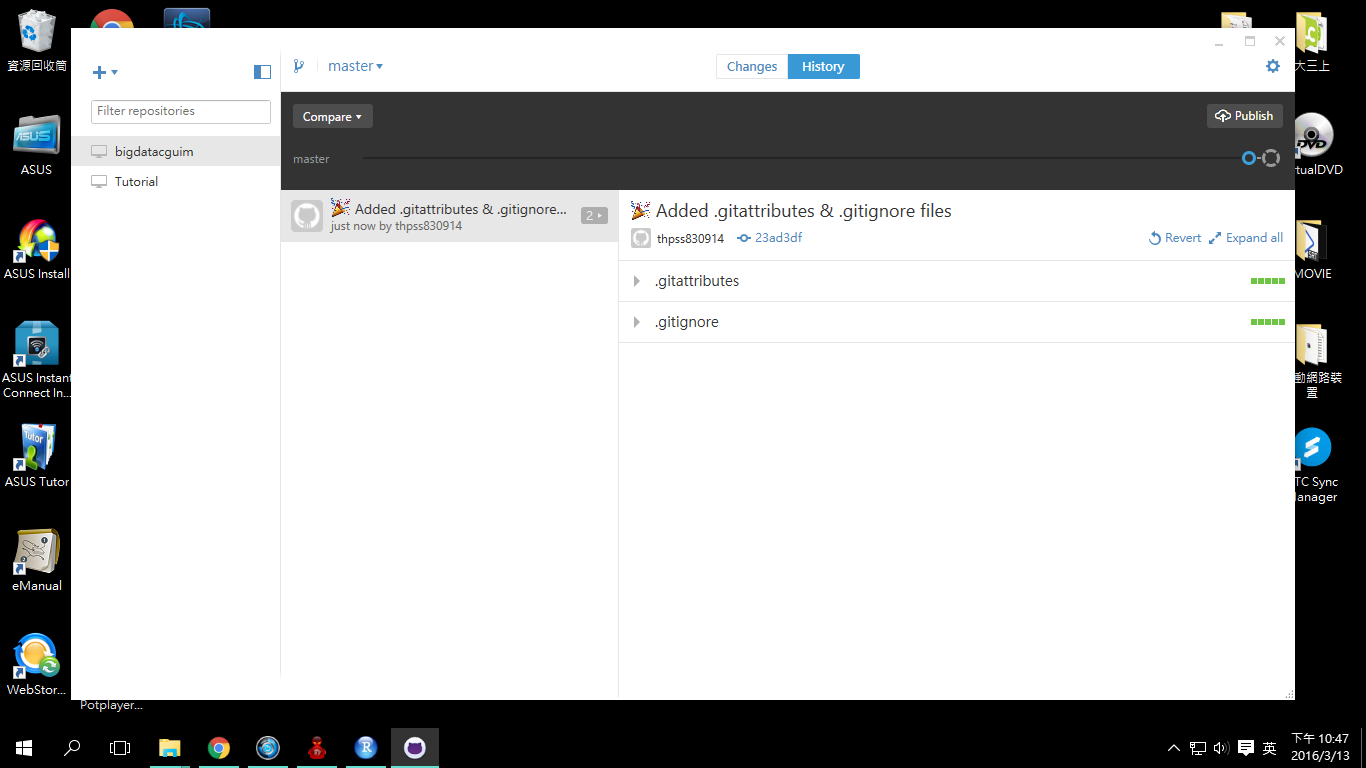 資源回收筒
ASUS
ASUS Install
ASUS Instant
Connect In...
ASUS Tutor
eManual
WebStor...
Potplayer...
master
Changes
History
Filter repositories
bigdatacguim
Tutorial
Compare
Publish
master
Added .gitattributes & .gitignore...
just now by thpss830914
2
Added .gitattributes & .gitignore files
thpss830914
23ad3df
Revert
Expand all
.gitattributes
.gitignore
大三上
DVD
rtualDVD
MOVIE
動網路裝
置
TC Sync
anager
英
下午 10:47
2016/3/13